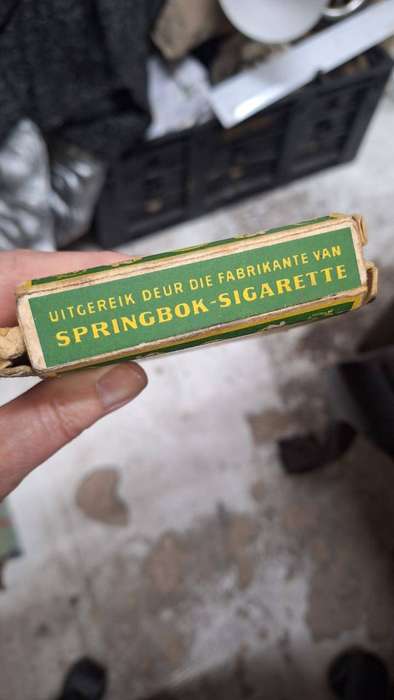 UITGEREIK DEUR DIE FABRIKANTE VAN
SPRINGBOK-SIGARETTE